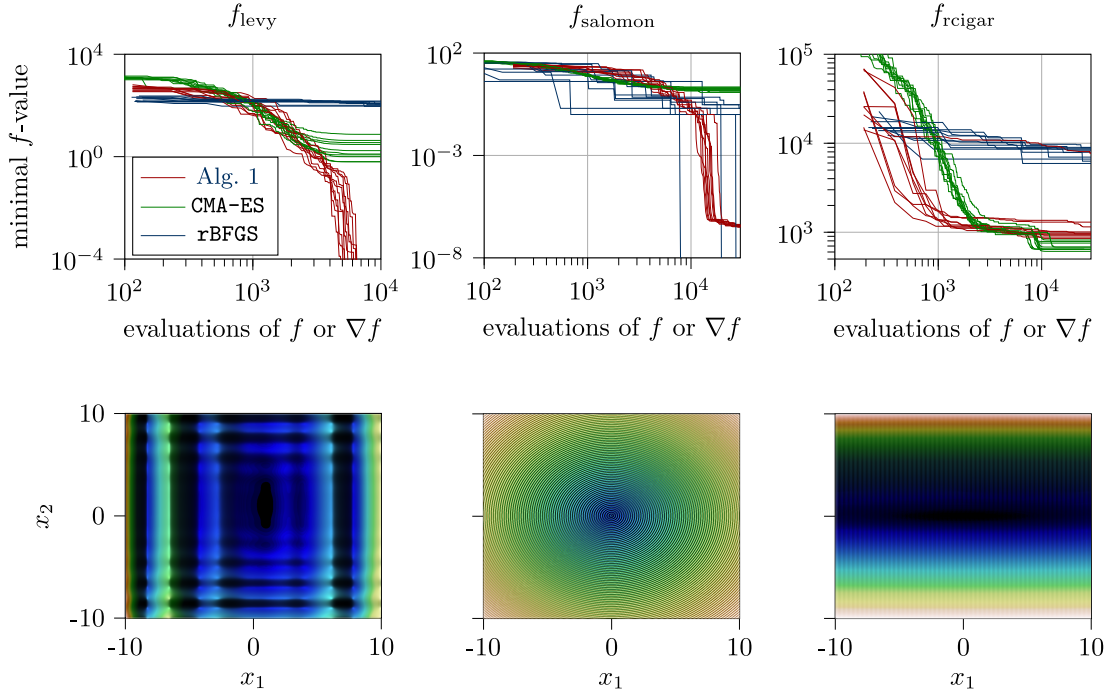 f_levy
f_salomon
f_rcigar
minimal f-value
10^4
10^0
10^−4
Alg. 1
CMA-ES
rBFGS
10^2
10^3
10^4
evaluations of f or ∇f
10^2
10^−3
10^−8
10^2
10^3
10^4
evaluations of f or ∇f
10^5
10^4
10^3
10^2
10^3
10^4
evaluations of f or ∇f
x_2
10
0
-10
-10
0
10
x_1
-10
0
10
x_1
-10
0
10
x_1